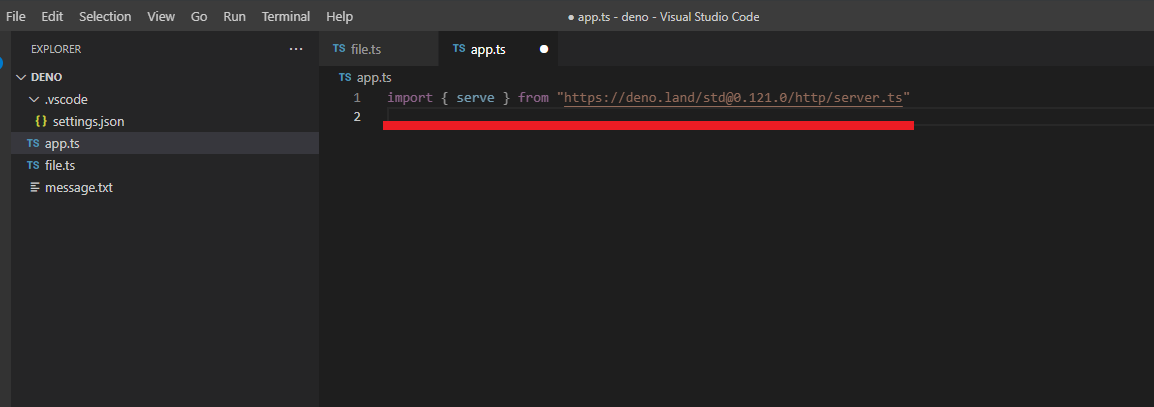 File Edit Selection View Go Run Terminal Help ● app.ts - deno - Visual Studio Code
EXPLORER ···
TS file.ts TS app.ts ●
DENO
TS app.ts
.vscode
{} settings.json
TS app.ts
TS file.ts
message.txt
1 import { serve } from "https://deno.land/std@0.121.0/http/server.ts"
2